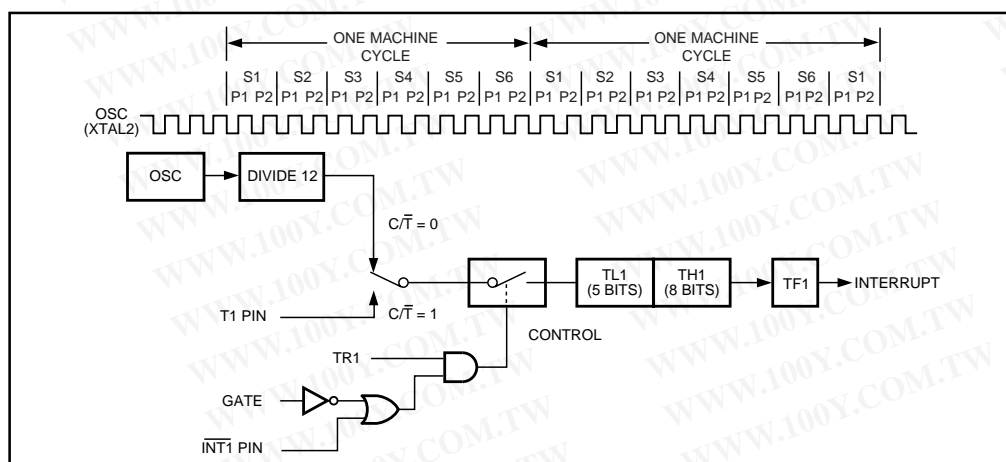 ONE MACHINE CYCLE
ONE MACHINE CYCLE
S1 S2 S3 S4 S5 S6 S1 S2 S3 S4 S5 S6 S1
P1 P2 P1 P2 P1 P2 P1 P2 P1 P2 P1 P2 P1 P2 P1 P2 P1 P2 P1 P2 P1 P2 P1 P2 P1 P2
OSC
(XTAL2)
OSC
DIVIDE 12
C/T̅ = 0
TL1
(5 BITS)
TH1
(8 BITS)
TF1
INTERRUPT
T1 PIN
C/T̅ = 1
CONTROL
TR1
GATE
I̅N̅T̅1̅ PIN
WWW.100Y.COM.TW